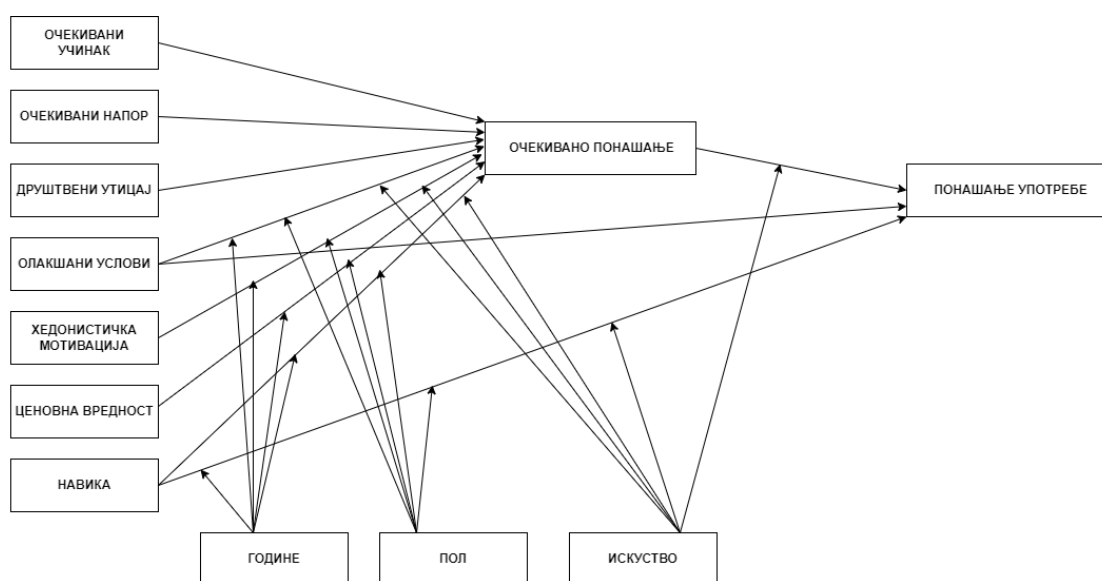 ОЧЕКИВАНИ
УЧИНАК
ОЧЕКИВАНИ НАПОР
ОЧЕКИВАНО ПОНАШАЊЕ
ДРУШТВЕНИ УТИЦАЈ
ПОНАШАЊЕ УПОТРЕБЕ
ОЛАКШАНИ УСЛОВИ
ХЕДОНИСТИЧКА
МОТИВАЦИЈА
ЦЕНОВНА ВРЕДНОСТ
НАВИКА
ГОДИНЕ
ПОЛ
ИСКУСТВО